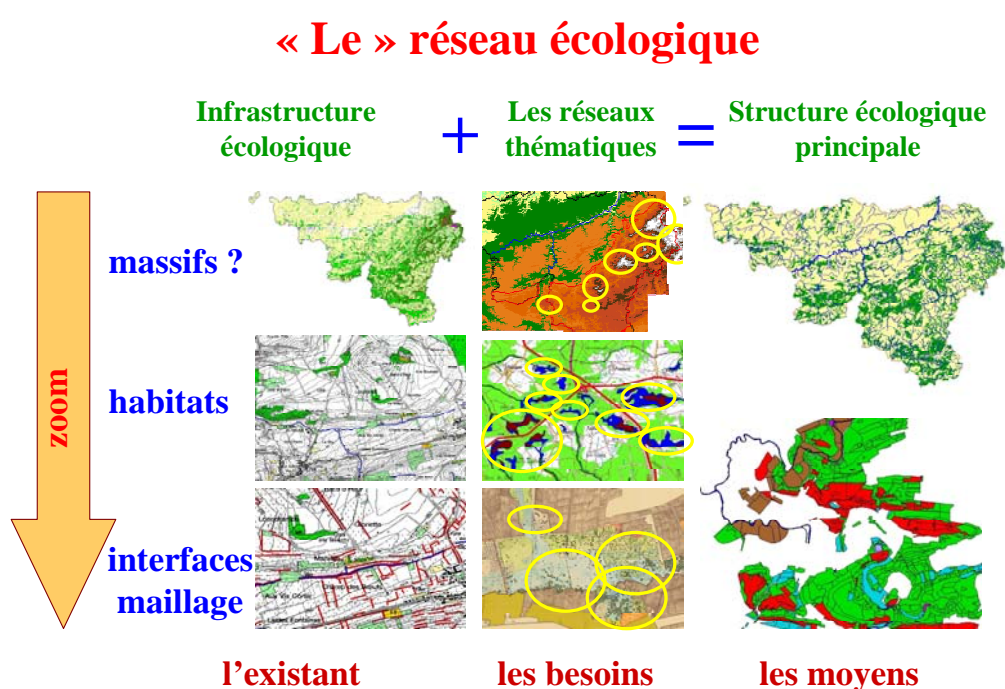 « Le » réseau écologique
Infrastructure
écologique
+
Les réseaux
thématiques
=
Structure écologique
principale
zoom
massifs ?
habitats
interfaces
maillage
l'existant
les besoins
les moyens